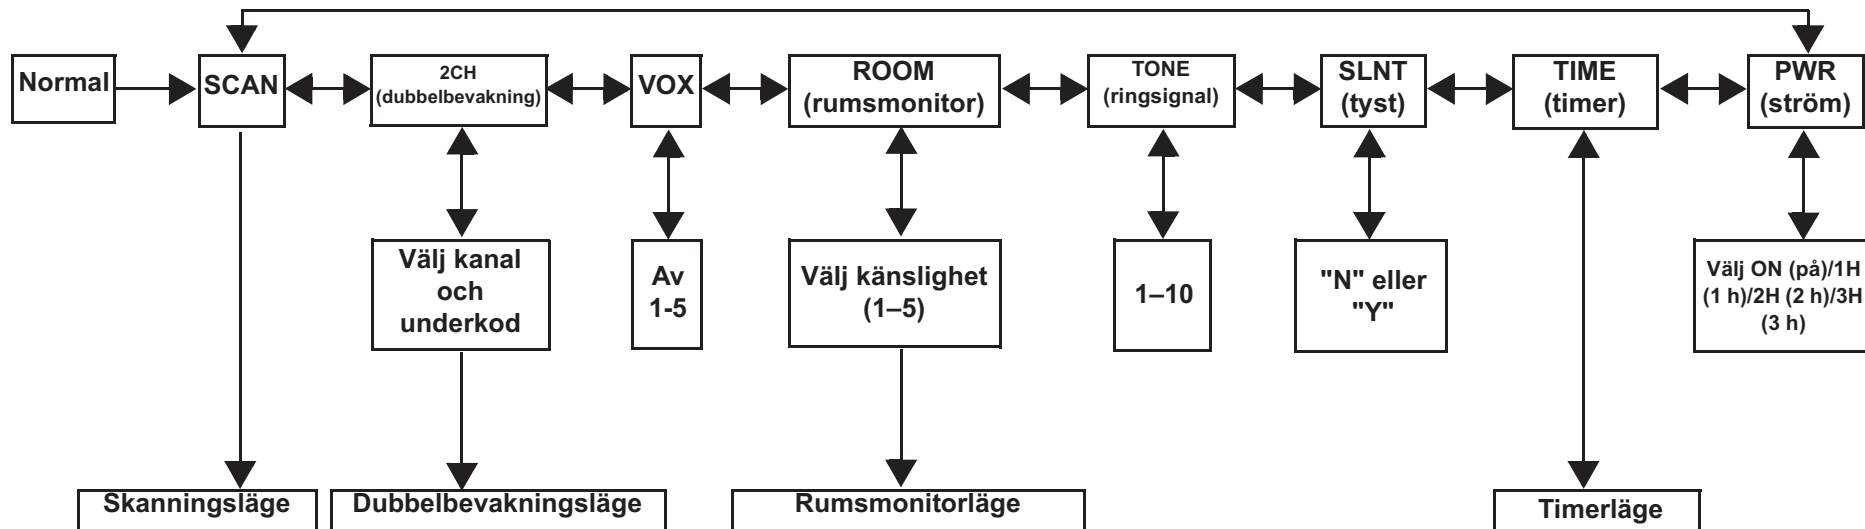 Normal
SCAN
2CH
(dubbelbevakning)
VOX
ROOM
(rumsmonitor)
TONE
(ringsignal)
SLNT
(tyst)
TIME
(timer)
PWR
(ström)
Välj kanal
och
underkod
Av
1-5
Välj känslighet
(1–5)
1–10
"N" eller
"Y"
Välj ON (på)/1H
(1 h)/2H (2 h)/3H
(3 h)
Skanningsläge
Dubbelbevakningsläge
Rumsmonitorläge
Timerläge